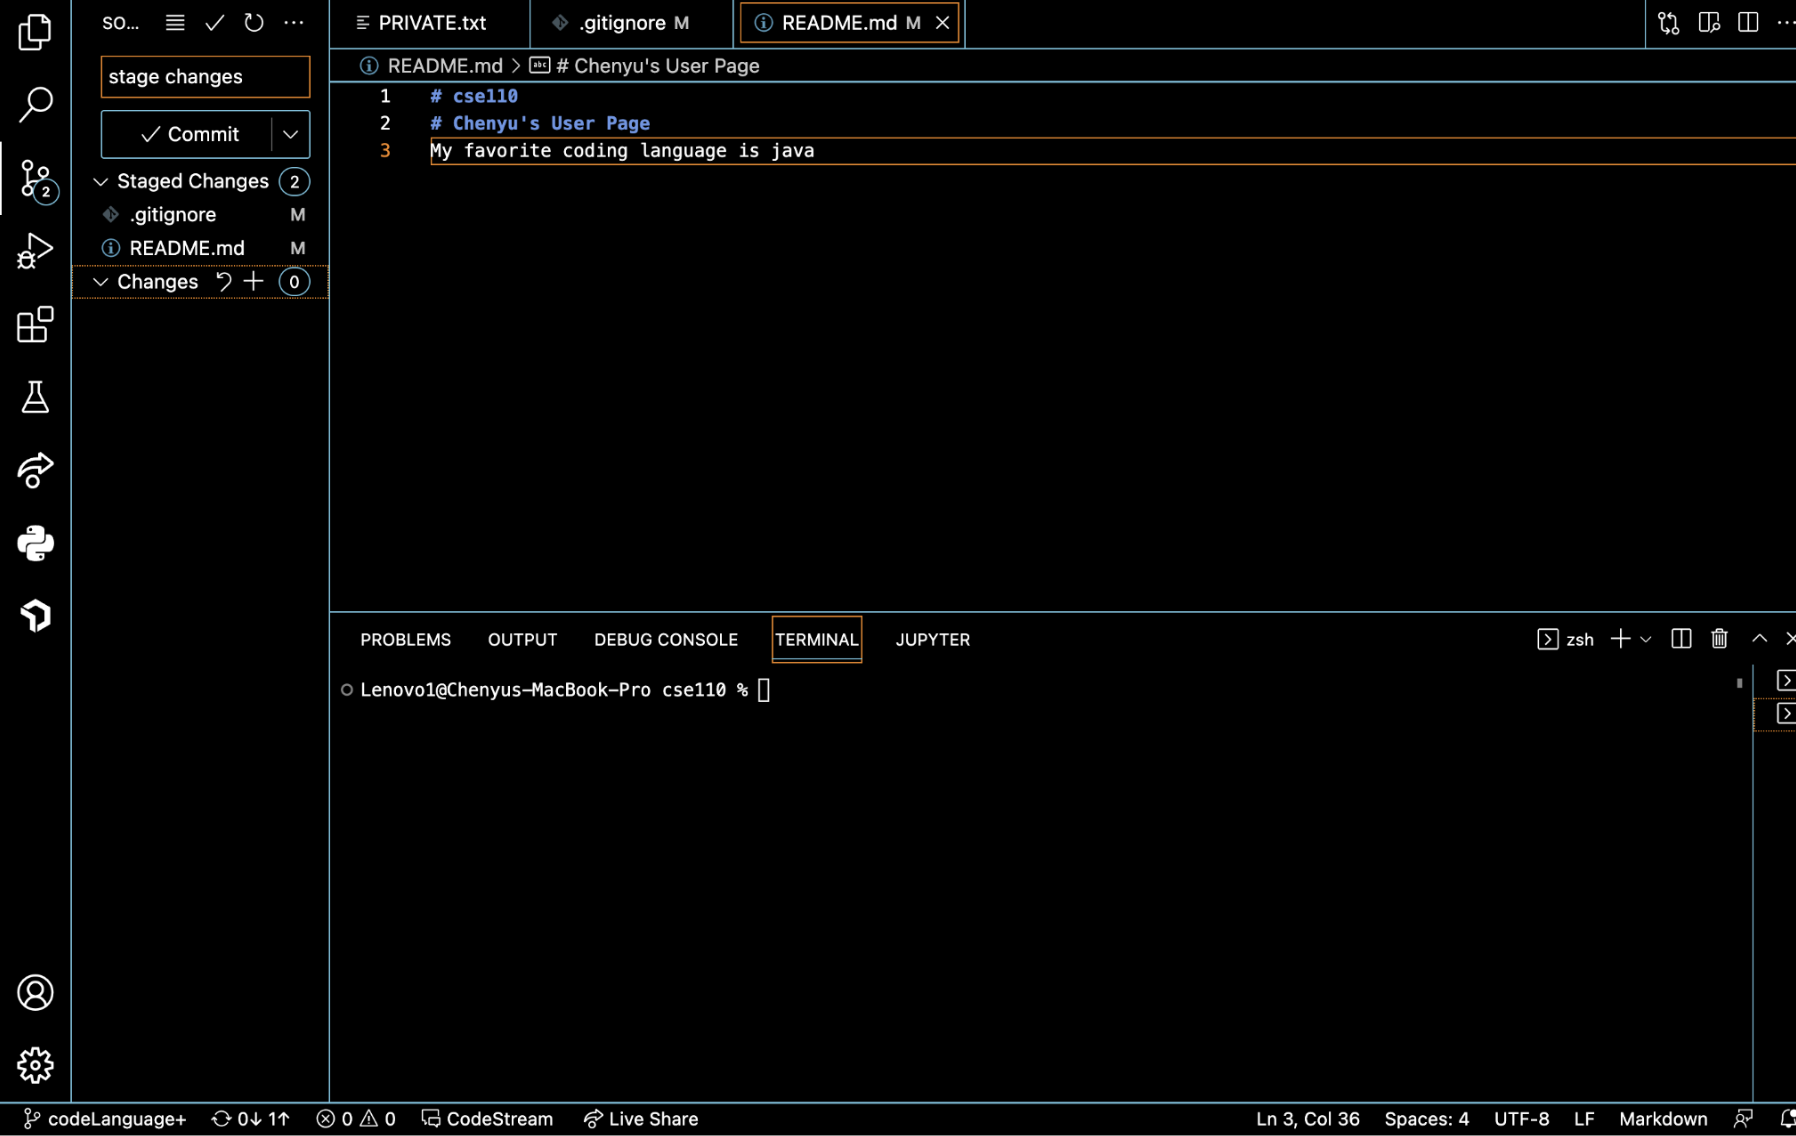 SO...
stage changes
Commit
Staged Changes 2
.gitignore M
README.md M
Changes 0
2
PRIVATE.txt
.gitignore M
README.md M
README.md > abc # Chenyu's User Page
1 # cse110
2 # Chenyu's User Page
3 My favorite coding language is java
PROBLEMS OUTPUT DEBUG CONSOLE TERMINAL JUPYTER
zsh
Lenovo1@Chenyus-MacBook-Pro cse110 %
codeLanguage+ 0↓ 1↑ 0 0 CodeStream Live Share
Ln 3, Col 36 Spaces: 4 UTF-8 LF Markdown